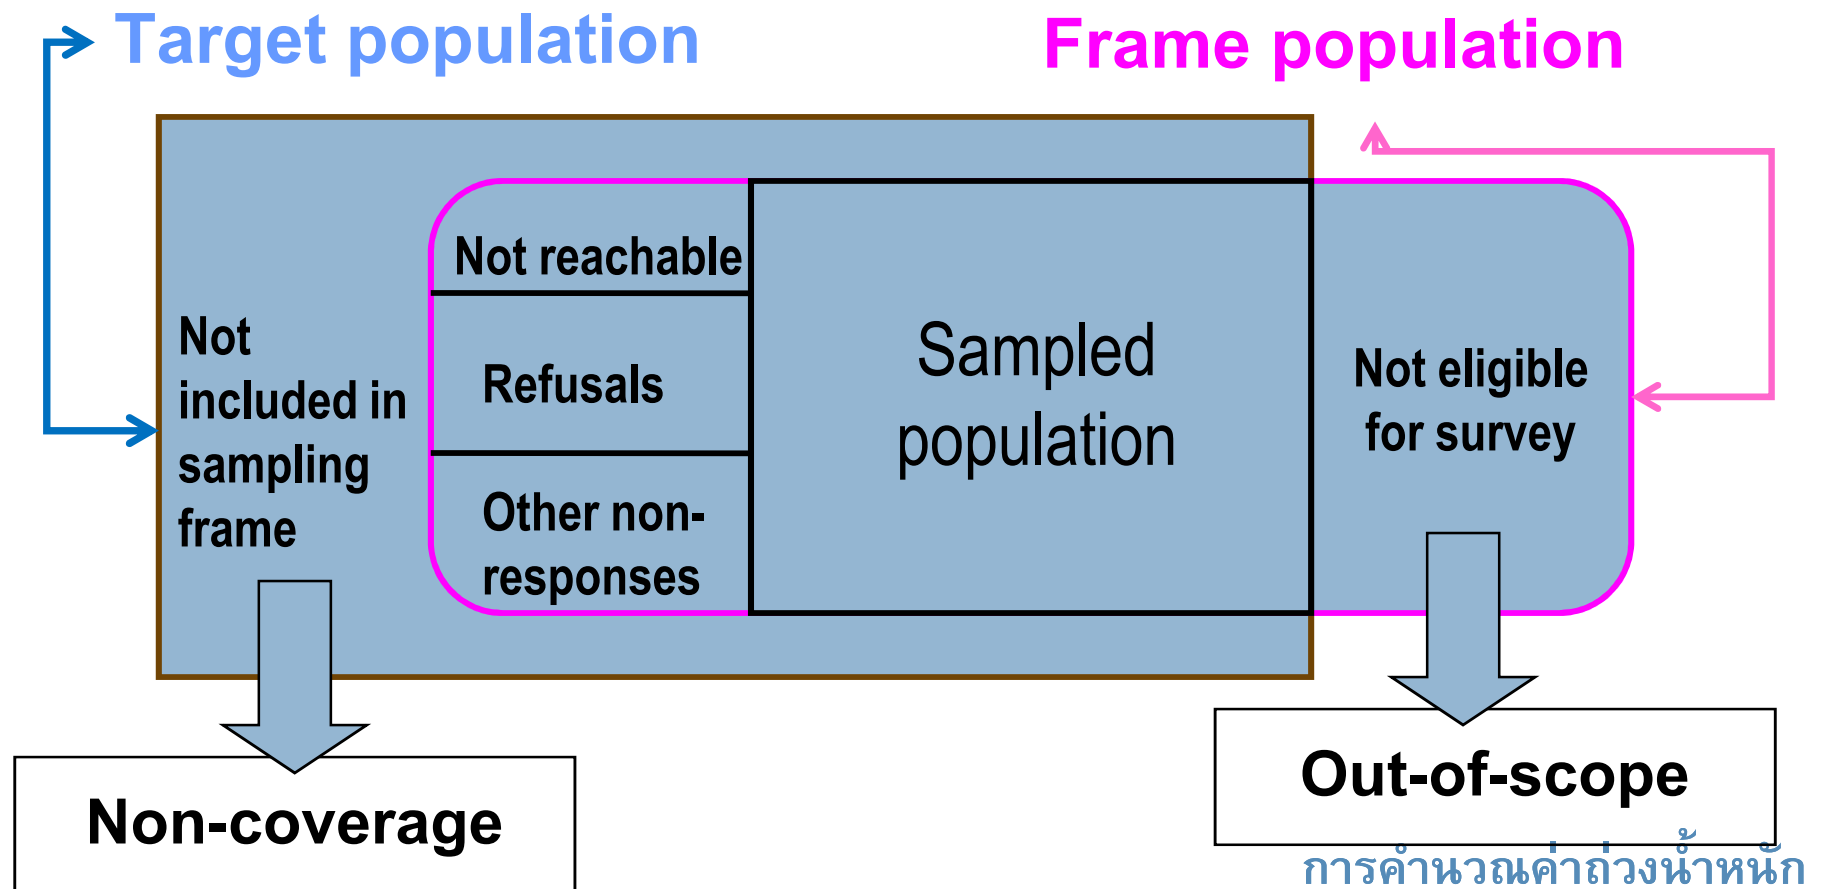 Target population
Frame population
Not reachable
Not
included in
sampling
frame
Refusals
Other non-
responses
Sampled
population
Not eligible
for survey
Non-coverage
Out-of-scope
การคำนวณค่าถ่วงน้ำหนัก